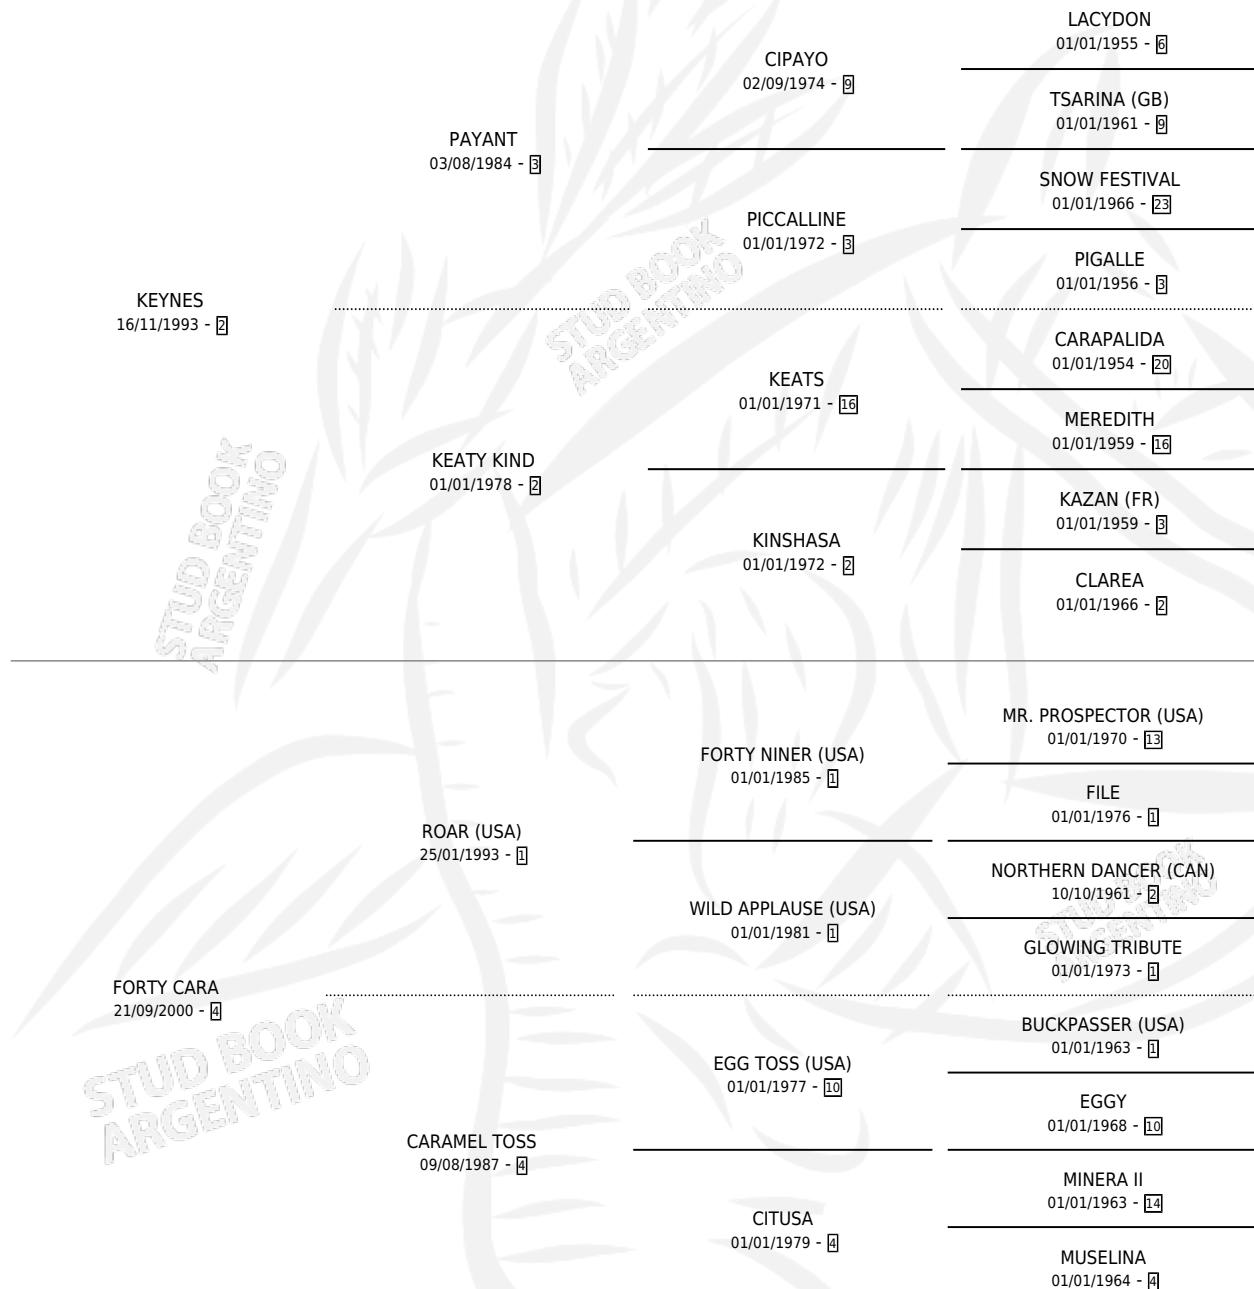 LACYDON
01/01/1955 - 6
CIPAYO
02/09/1974 - 9
TSARINA (GB)
01/01/1961 - 9
PAYANT
03/08/1984 - 3
SNOW FESTIVAL
01/01/1966 - 23
PICCALLINE
01/01/1972 - 3
PIGALLE
01/01/1956 - 3
KEYNES
16/11/1993 - 2
CARAPALIDA
01/01/1954 - 20
KEATS
01/01/1971 - 16
MEREDITH
01/01/1959 - 16
KEATY KIND
01/01/1978 - 2
KAZAN (FR)
01/01/1959 - 3
KINSHASA
01/01/1972 - 2
CLAREA
01/01/1966 - 2
MR. PROSPECTOR (USA)
01/01/1970 - 13
FORTY NINER (USA)
01/01/1985 - 1
FILE
01/01/1976 - 1
ROAR (USA)
25/01/1993 - 1
NORTHERN DANCER (CAN)
10/10/1961 - 2
WILD APPLAUSE (USA)
01/01/1981 - 1
GLOWING TRIBUTE
01/01/1973 - 1
FORTY CARA
21/09/2000 - 4
BUCKPASSER (USA)
01/01/1963 - 1
EGG TOSS (USA)
01/01/1977 - 10
EGGY
01/01/1968 - 10
CARAMEL TOSS
09/08/1987 - 4
MINERA II
01/01/1963 - 14
CITUSA
01/01/1979 - 4
MUSELINA
01/01/1964 - 4
STUD BOOK
ARGENTINO
STUD BOOK
ARGENTINO
STUD BOOK
ARGENTINO
STUD BOOK
ARGENTINO